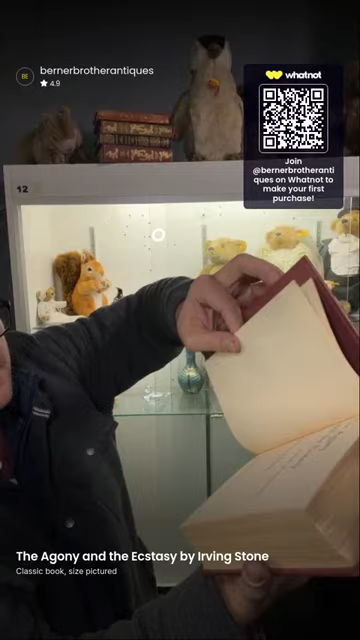 bernerbrotherantiques
BE
4.9
whatnot
Join
@bernerbrotheranti
ques on Whatnot to
make your first
purchase!
12
The Agony and the Ecstasy by Irving Stone
Classic book, size pictured